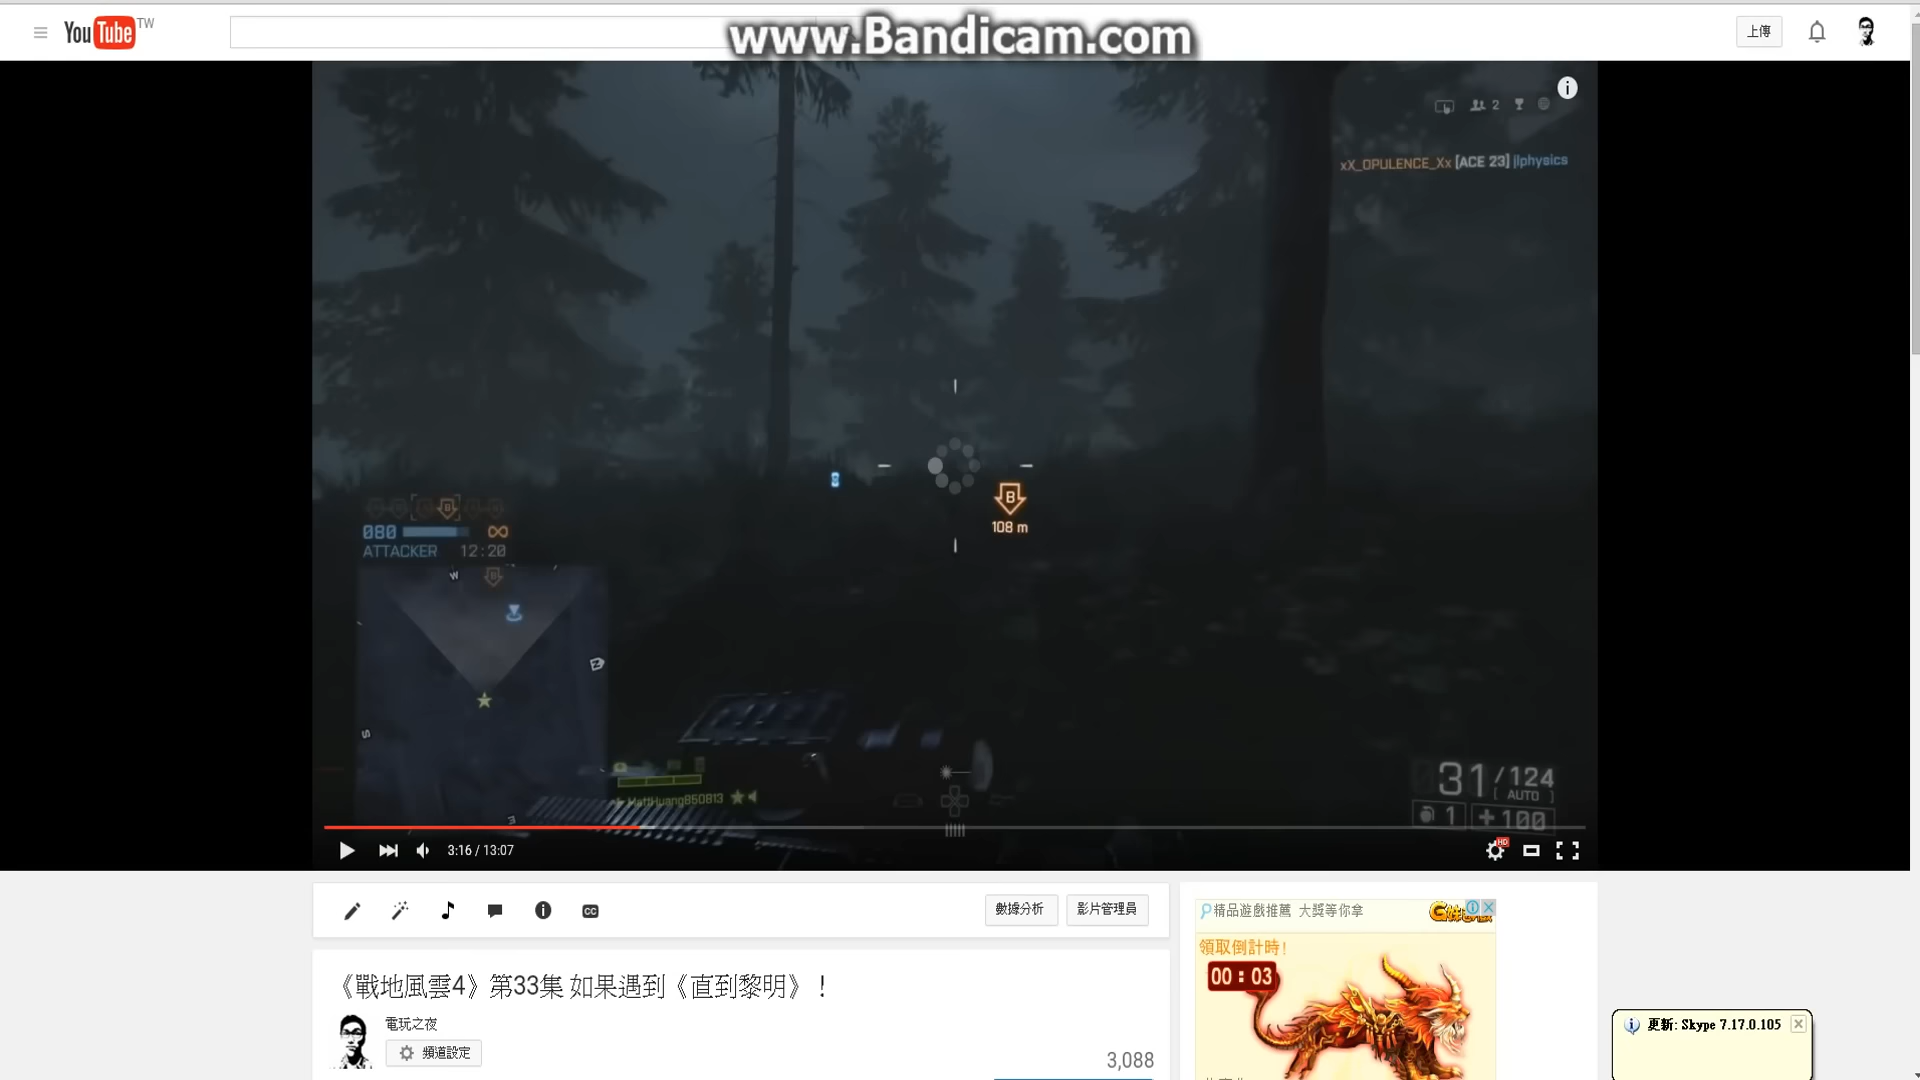 YouTube TW
www.Bandicam.com
上傳
2
xX_OPULENCE_Xx [ACE 23] jlphysics
B
108 m
B
080
ATTACKER 12:20
W
B
S
E
MattHuang850813
31/124
[ AUTO ]
1
+100
3:16 / 13:07
HD
CC
數據分析
影片管理員
《戰地風雲4》第33集 如果遇到《直到黎明》！
電玩之夜
頻道設定
3,088
精品遊戲推薦 大獎等你拿
領取倒計時!
00:03
更新: Skype 7.17.0.105